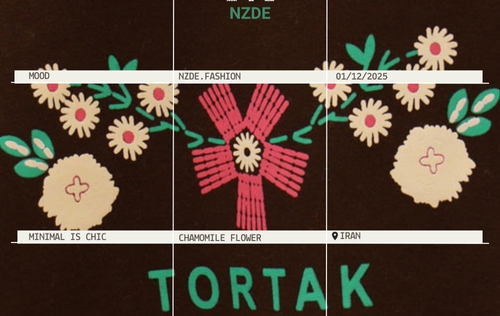 NZDE
MOOD NZDE.FASHION 01/12/2025
MINIMAL IS CHIC CHAMOMILE FLOWER IRAN
TORTAK